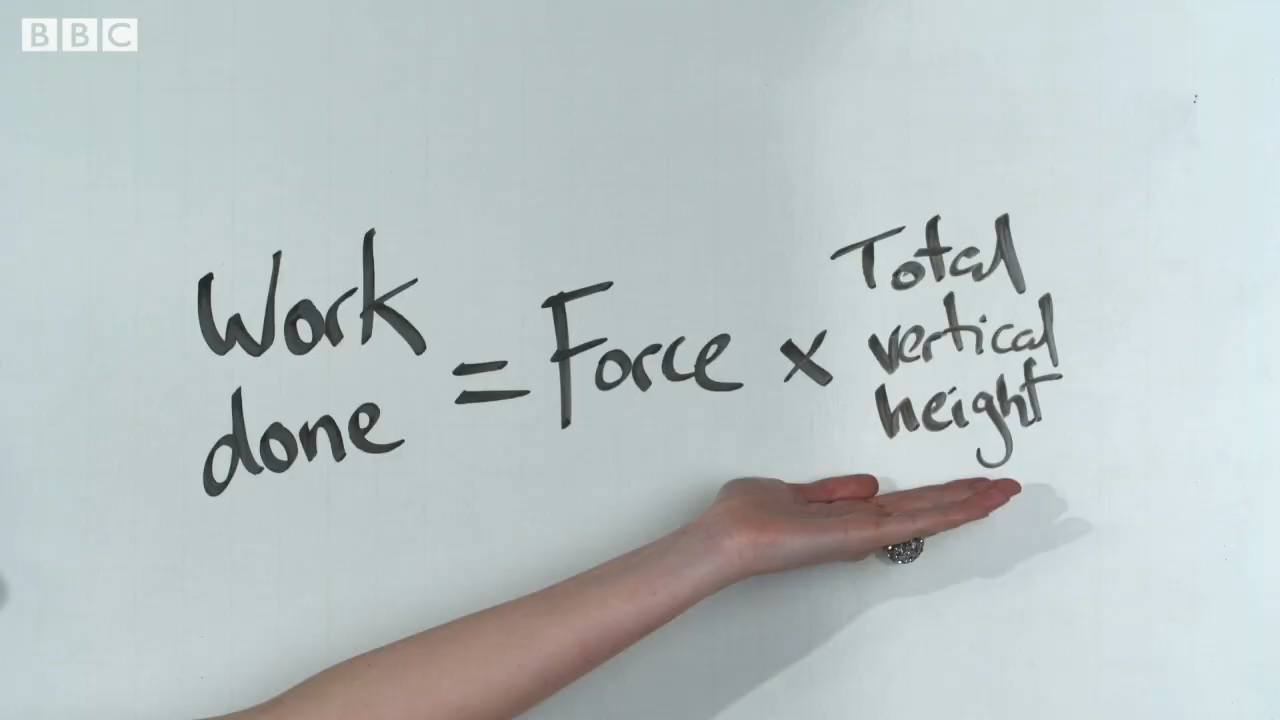 BBC
Work
done
= Force ×
Total
vertical
height